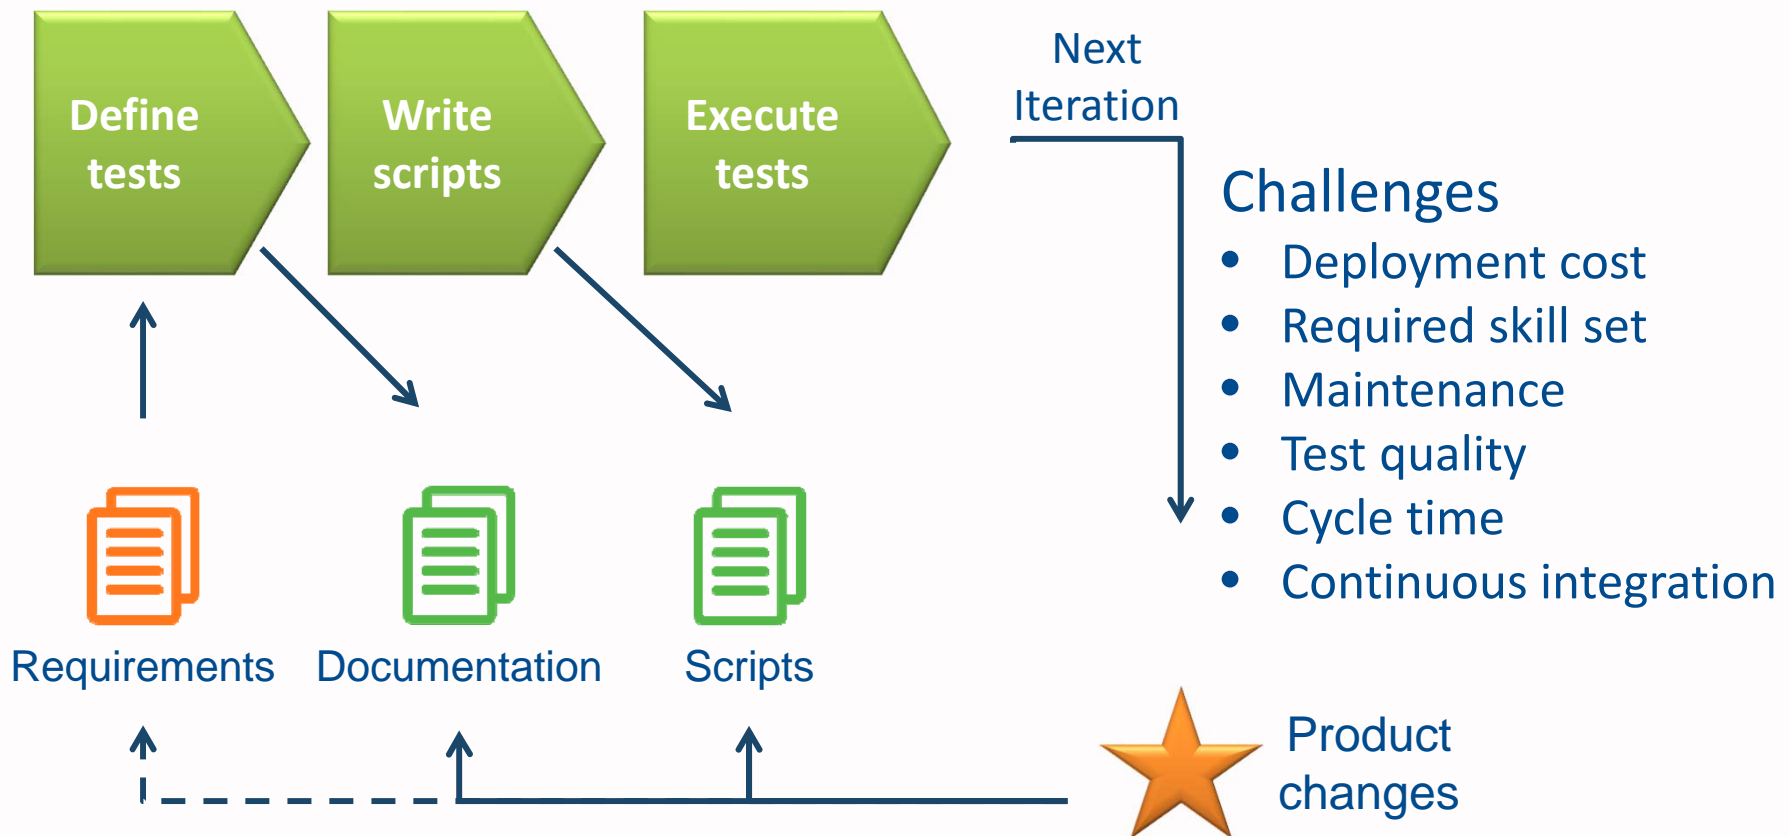 Define
tests
Write
scripts
Execute
tests
Next
Iteration
Challenges
• Deployment cost
• Required skill set
• Maintenance
• Test quality
• Cycle time
• Continuous integration
Requirements
Documentation
Scripts
Product
changes